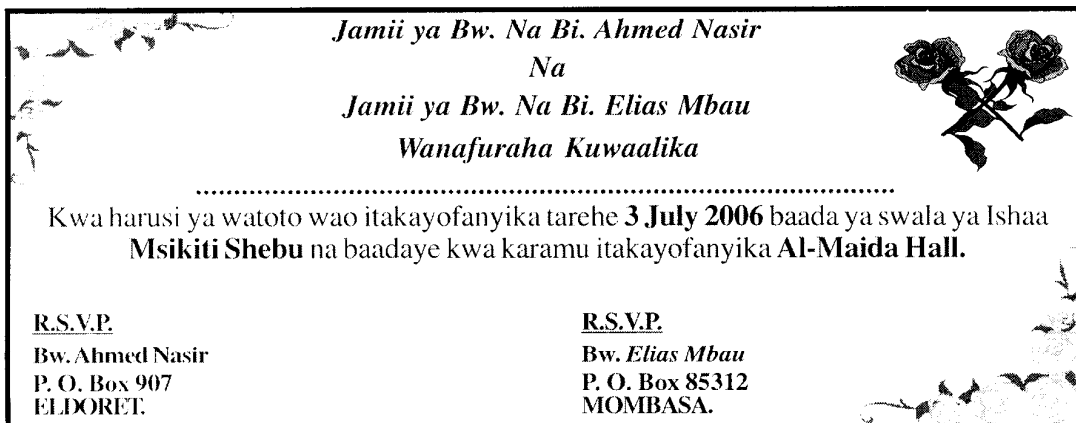 Jamii ya Bw. Na Bi. Ahmed Nasir
Na
Jamii ya Bw. Na Bi. Elias Mbau
Wanafuraha Kuwaalika
................................................................................................
Kwa harusi ya watoto wao itakayofanyika tarehe 3 July 2006 baada ya swala ya Ishaa
Msikiti Shebu na baadaye kwa karamu itakayofanyika Al-Maida Hall.
R.S.V.P.
Bw. Ahmed Nasir
P. O. Box 907
ELDORET.
R.S.V.P.
Bw. Elias Mbau
P. O. Box 85312
MOMBASA.